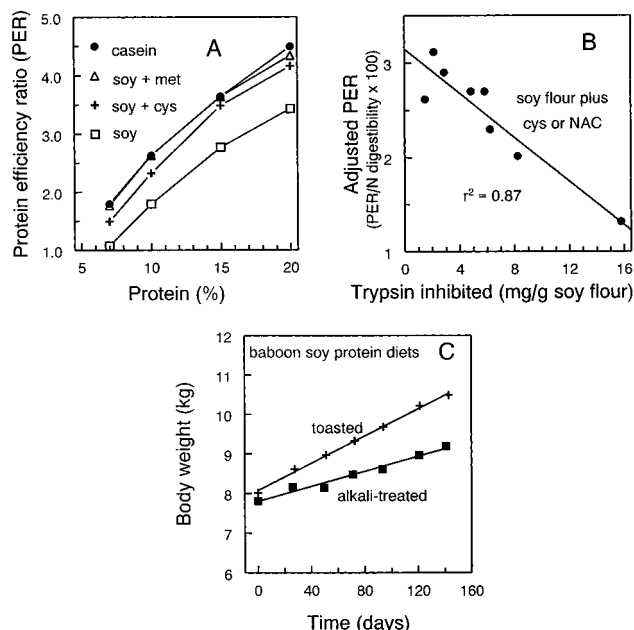 A
Protein efficiency ratio (PER)
5.0
4.0
3.0
2.0
1.0
casein
soy + met
soy + cys
soy
5
10
15
20
Protein (%)
B
Adjusted PER
(PER/N digestibility x 100)
3
2
1
soy flour plus
cys or NAC
r² = 0.87
0
4
8
12
16
Trypsin inhibited (mg/g soy flour)
baboon soy protein diets
C
Body weight (kg)
12
10
9
8
7
6
11
toasted
alkali-treated
0
40
80
120
160
Time (days)